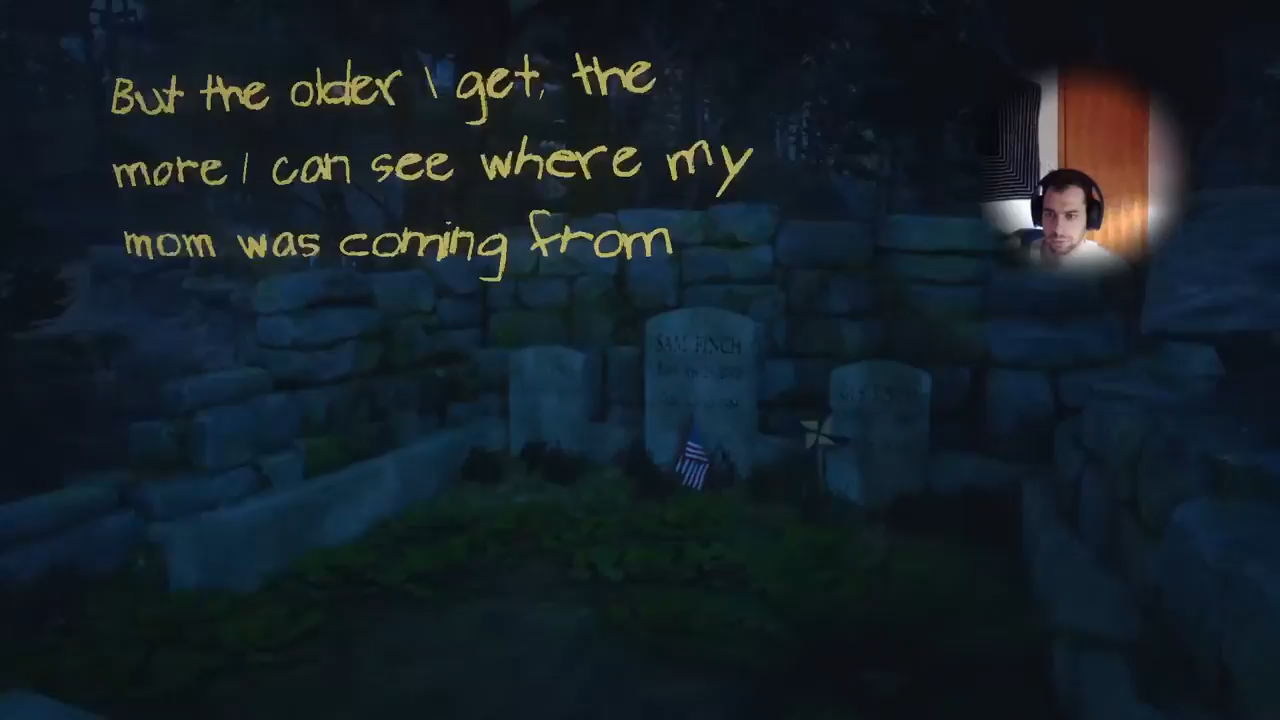 But the older I get, the
more I can see where my
mom was coming from
SAM FINCH